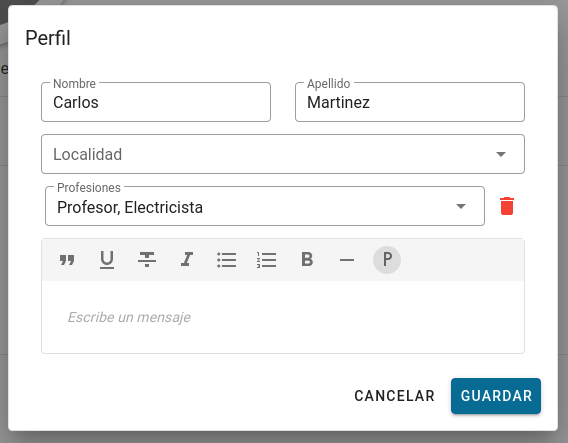 Perfil
Nombre
Carlos
Apellido
Martinez
Localidad
Profesiones
Profesor, Electricista
B
P
Escribe un mensaje
CANCELAR
GUARDAR